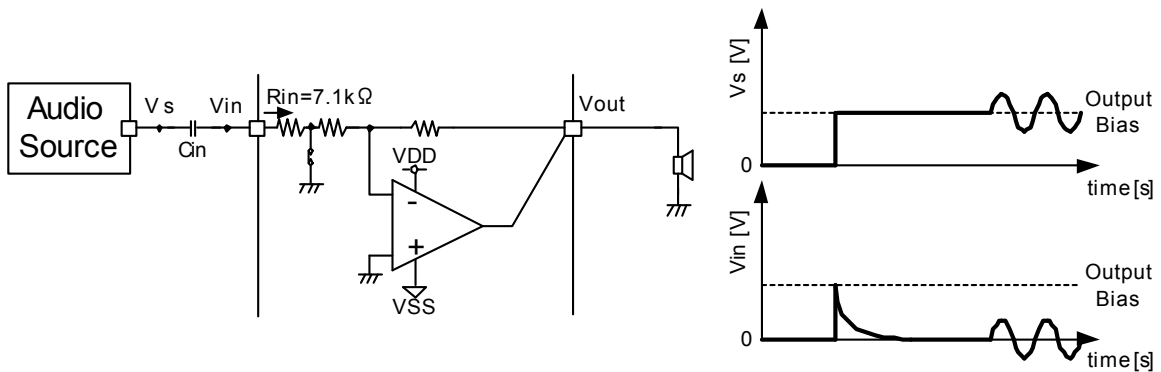 Audio
Source
Vs
Vin
Cin
Rin=7.1kΩ
VDD
-
+
VSS
Vout
Vs [V]
0
Output
Bias
time[s]
Vin [V]
0
Output
Bias
time[s]